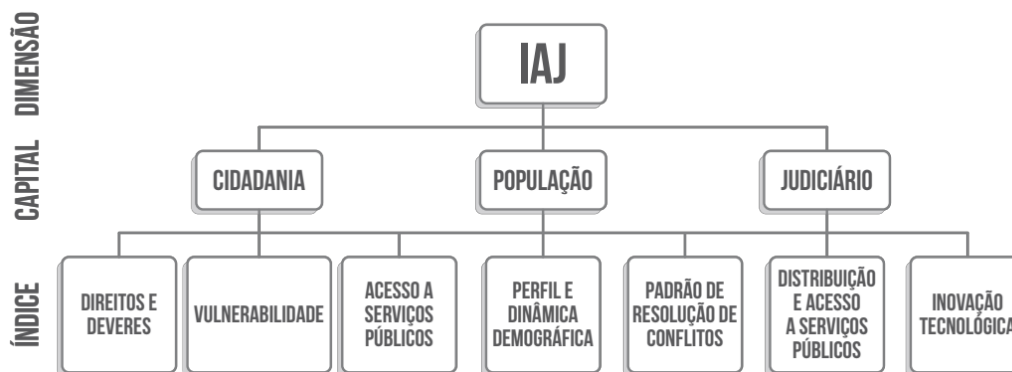 DIMENSÃO
IAJ
CAPITAL
CIDADANIA
POPULAÇÃO
JUDICIÁRIO
ÍNDICE
DIREITOS E
DEVERES
VULNERABILIDADE
ACESSO A
SERVIÇOS
PÚBLICOS
PERFIL E
DINÂMICA
DEMOGRÁFICA
PADRÃO DE
RESOLUÇÃO DE
CONFLITOS
DISTRIBUIÇÃO
E ACESSO
A SERVIÇOS
PÚBLICOS
INOVAÇÃO
TECNOLÓGICA